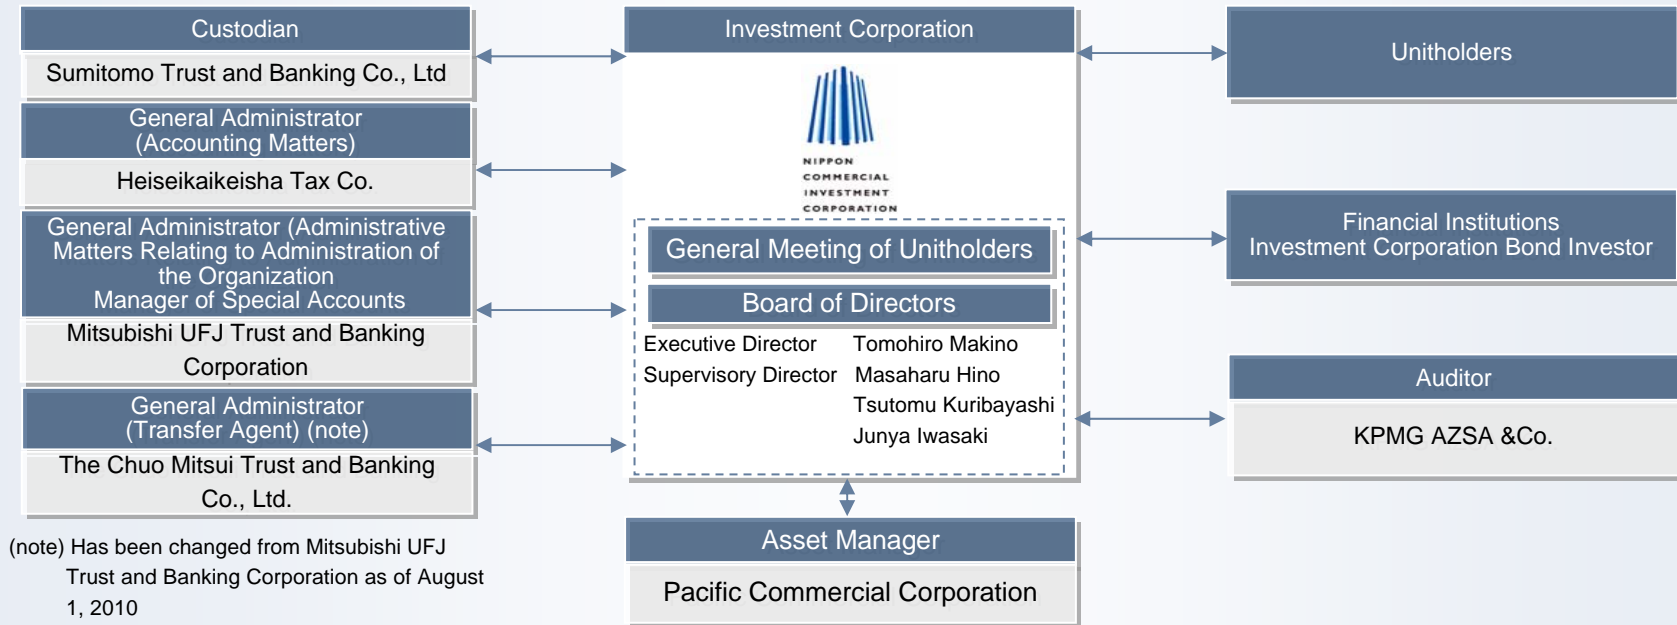 Custodian
Sumitomo Trust and Banking Co., Ltd
General Administrator
(Accounting Matters)
Heiseikaikeisha Tax Co.
General Administrator (Administrative
Matters Relating to Administration of
the Organization
Manager of Special Accounts
Mitsubishi UFJ Trust and Banking
Corporation
General Administrator
(Transfer Agent) (note)
The Chuo Mitsui Trust and Banking
Co., Ltd.
(note) Has been changed from Mitsubishi UFJ
Trust and Banking Corporation as of August
1, 2010
Investment Corporation
NIPPON
COMMERCIAL
INVESTMENT
CORPORATION
General Meeting of Unitholders
Board of Directors
Executive Director Tomohiro Makino
Supervisory Director Masaharu Hino
Tsutomu Kuribayashi
Junya Iwasaki
Asset Manager
Pacific Commercial Corporation
Unitholders
Financial Institutions
Investment Corporation Bond Investor
Auditor
KPMG AZSA &Co.